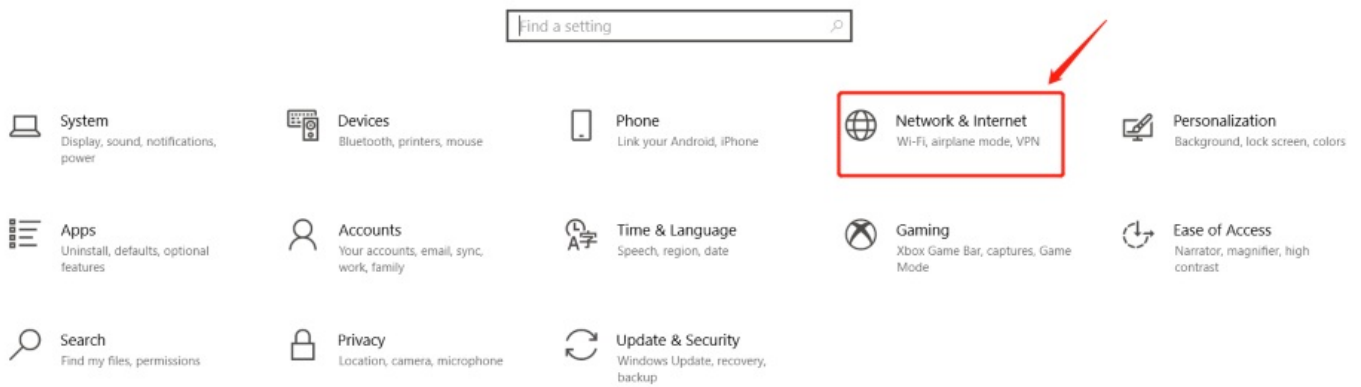 Find a setting
System
Display, sound, notifications,
power
Devices
Bluetooth, printers, mouse
Phone
Link your Android, iPhone
Network & Internet
Wi-Fi, airplane mode, VPN
Personalization
Background, lock screen, colors
Apps
Uninstall, defaults, optional
features
Accounts
Your accounts, email, sync,
work, family
Time & Language
Speech, region, date
Gaming
Xbox Game Bar, captures, Game
Mode
Ease of Access
Narrator, magnifier, high
contrast
Search
Find my files, permissions
Privacy
Location, camera, microphone
Update & Security
Windows Update, recovery,
backup